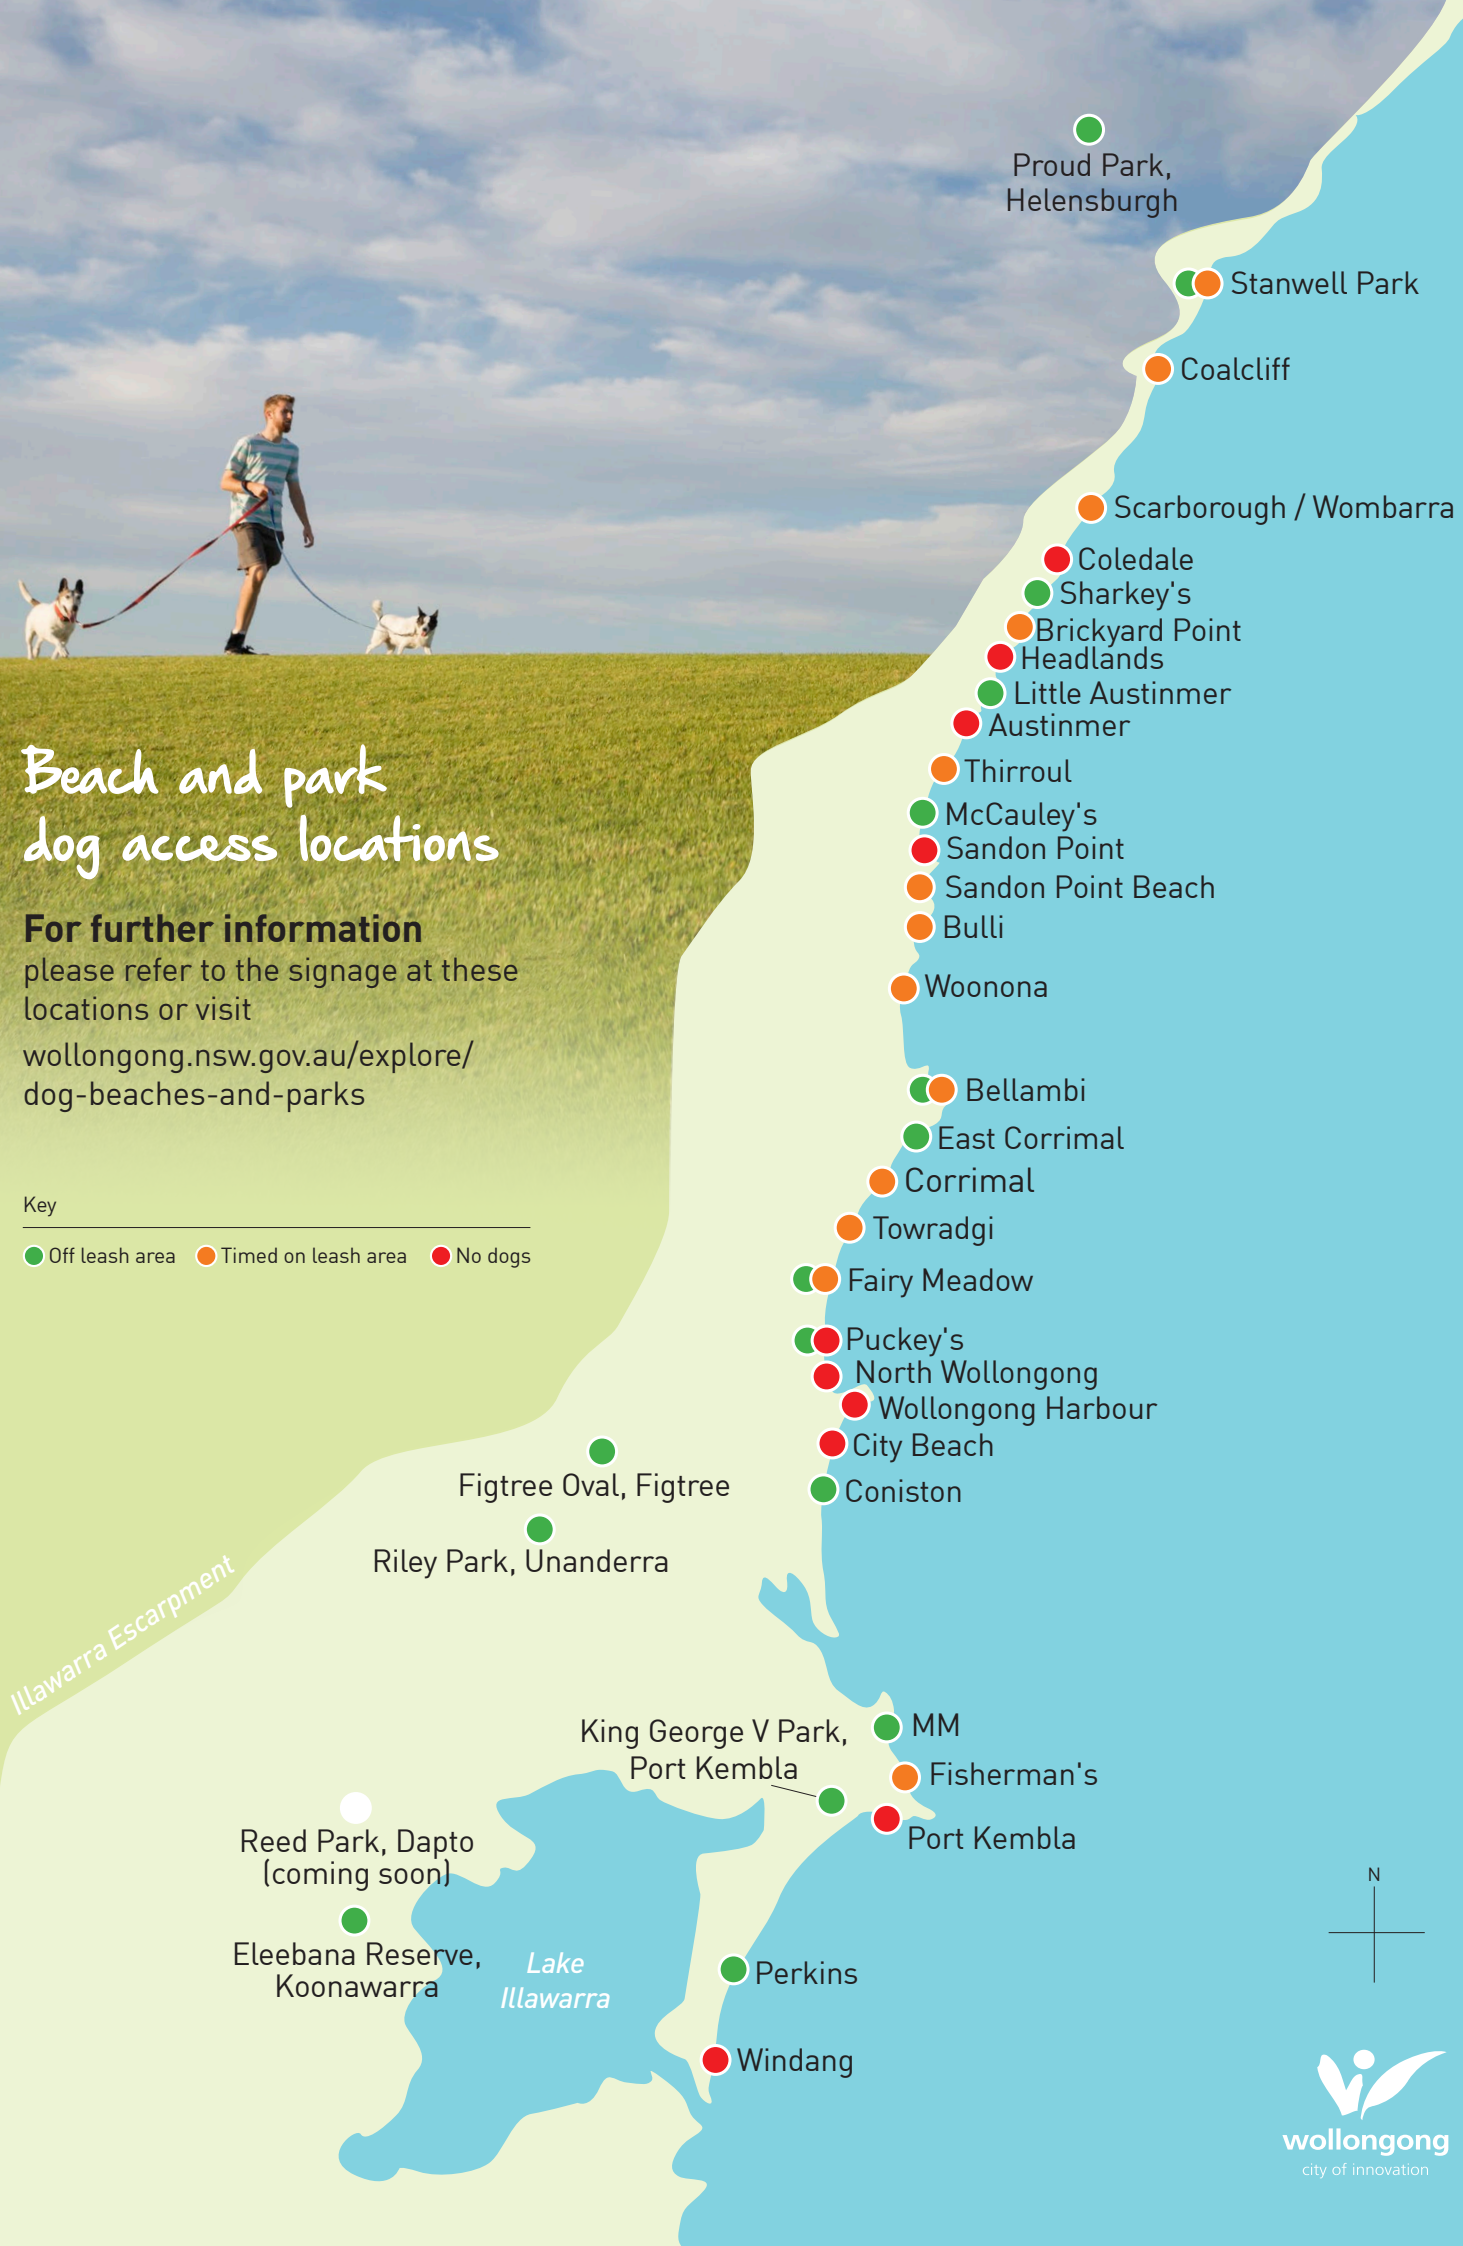 Proud Park,
Helensburgh
Stanwell Park
Coalcliff
Scarborough / Wombarra
Coledale
Sharkey's
Brickyard Point
Headlands
Little Austinmer
Austinmer
Thirroul
McCauley's
Sandon Point
Sandon Point Beach
Bulli
Woonona
Bellambi
East Corrimal
Corrimal
Towradgi
Fairy Meadow
Puckey's
North Wollongong
Wollongong Harbour
City Beach
Coniston
Beach and park
dog access locations
For further information
please refer to the signage at these
locations or visit
wollongong.nsw.gov.au/explore/
dog-beaches-and-parks
Key
Off leash area Timed on leash area No dogs
Figtree Oval, Figtree
Riley Park, Unanderra
Illawarra Escarpment
King George V Park,
Port Kembla
MM
Fisherman's
Port Kembla
Reed Park, Dapto
(coming soon)
Eleebana Reserve,
Koonawarra
Lake
Illawarra
Perkins
Windang
N
wollongong
city of innovation